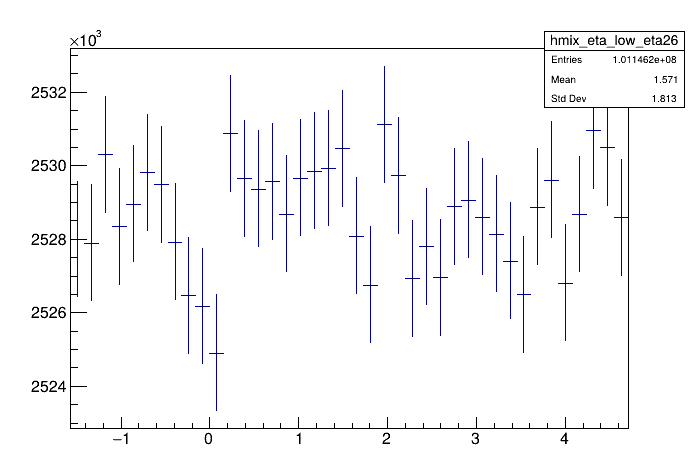 ×10³
hmix_eta_low_eta26
Entries 1.011462e+08
Mean 1.571
Std Dev 1.813
2532
2530
2528
2526
2524
−1 0 1 2 3 4